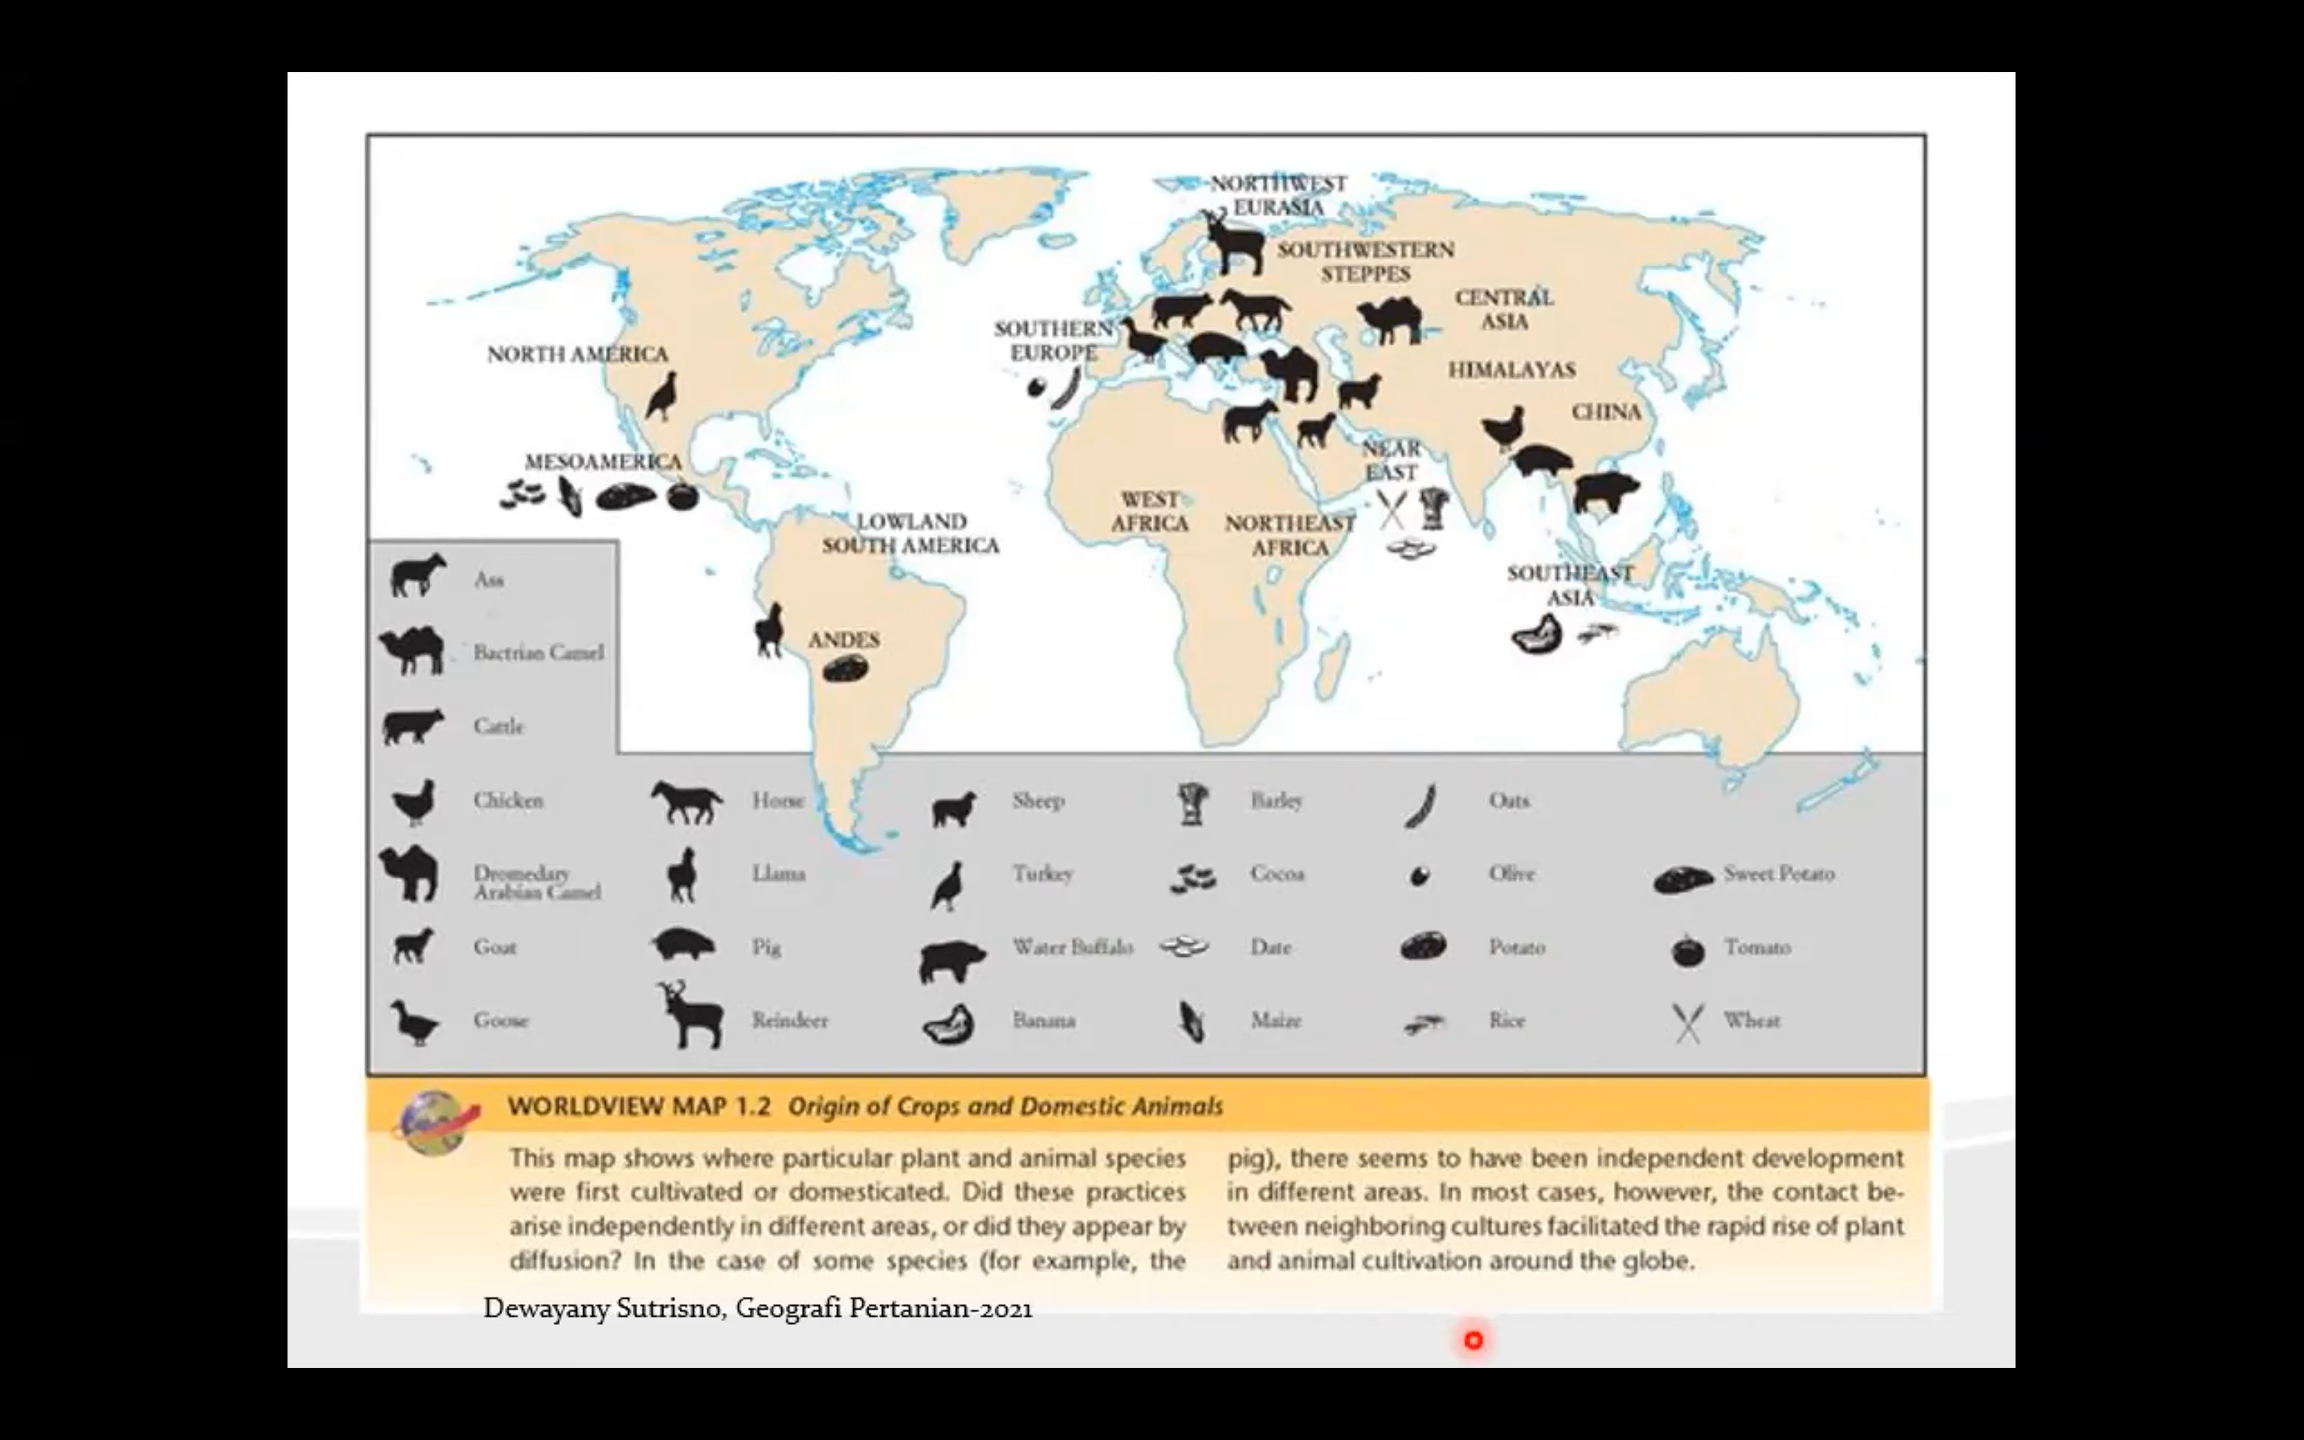 NORTHWEST
EURASIA
SOUTHWESTERN
STEPPES
CENTRAL
ASIA
SOUTHERN
EUROPE
NORTH AMERICA
HIMALAYAS
CHINA
MESOAMERICA
NEAR
EAST
WEST
AFRICA
NORTHEAST
AFRICA
LOWLAND
SOUTH AMERICA
SOUTHEAST
ASIA
ANDES
Ass
Bactrian Camel
Cattle
Chicken
Dromedary
Arabian Camel
Goat
Goose
Horse
Llama
Pig
Reindeer
Sheep
Turkey
Water Buffalo
Banana
Barley
Cocoa
Date
Maize
Oats
Olive
Potato
Rice
Sweet Potato
Tomato
Wheat
WORLDVIEW MAP 1.2 Origin of Crops and Domestic Animals
This map shows where particular plant and animal species
were first cultivated or domesticated. Did these practices
arise independently in different areas, or did they appear by
diffusion? In the case of some species (for example, the
pig), there seems to have been independent development
in different areas. In most cases, however, the contact be-
tween neighboring cultures facilitated the rapid rise of plant
and animal cultivation around the globe.
Dewayany Sutrisno, Geografi Pertanian-2021